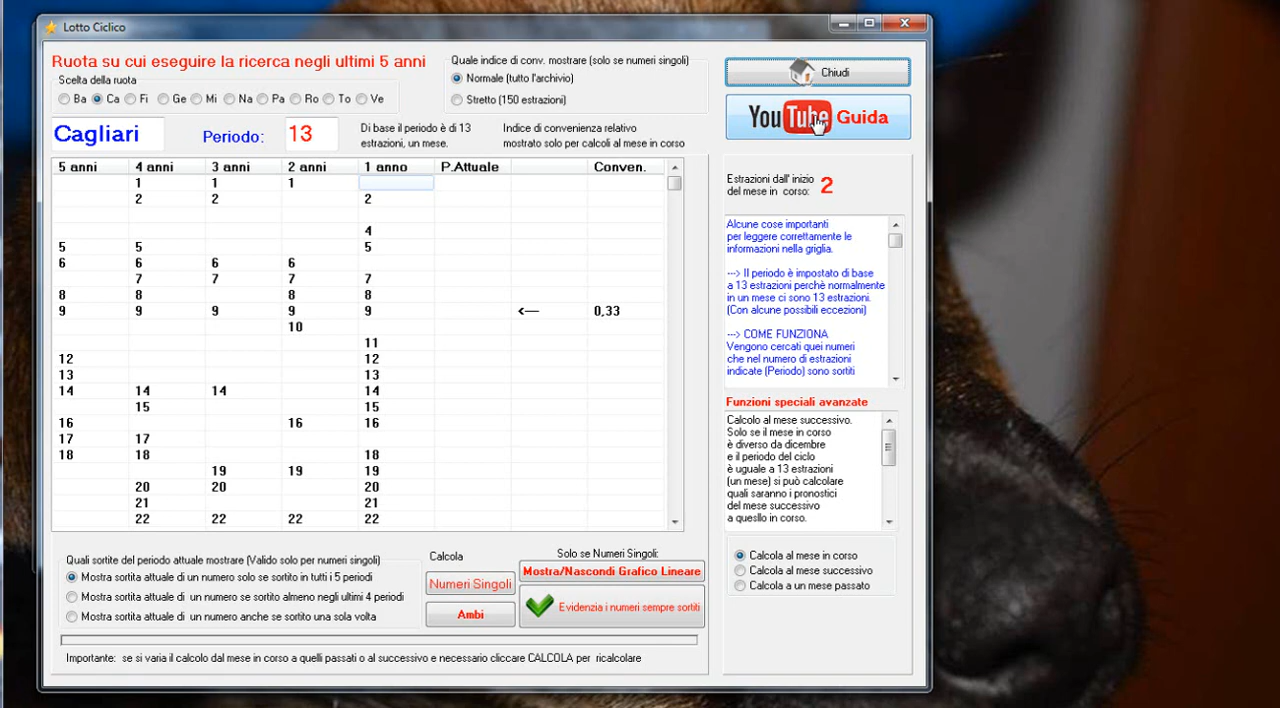 Lotto Ciclico
Ruota su cui eseguire la ricerca negli ultimi 5 anni
Scelta della ruota
Ba Ca Fi Ge Mi Na Pa Ro To Ve
Quale indice di conv. mostrare (solo se numeri singoli)
Normale (tutto l'archivio)
Stretto (150 estrazioni)
Chiudi
YouTube Guida
Cagliari
Periodo:
13
Di base il periodo è di 13
estrazioni, un mese.
Indice di convenienza relativo
mostrato solo per calcoli al mese in corso
5 anni 4 anni 3 anni 2 anni 1 anno P.Attuale Conven.
1 1 1
2 2 2
4
5 5 5
6 6 6 6
7 7 7 7
8 8 8 8
9 9 9 9 9 <--- 0,33
10
11
12 12
13 13
14 14 14 14
15 15
16 16 16
17 17
18 18 18
19 19 19
20 20 20
21 21
22 22 22 22
Estrazioni dall' inizio
del mese in corso:
2
Alcune cose importanti
per leggere correttamente le
informazioni nella griglia.
---> Il periodo è impostato di base
a 13 estrazioni perchè normalmente
in un mese ci sono 13 estrazioni.
(Con alcune possibili eccezioni)
---> COME FUNZIONA
Vengono cercati quei numeri
che nel numero di estrazioni
indicate (Periodo) sono sortiti
Funzioni speciali avanzate
Calcolo al mese successivo.
Solo se il mese in corso
è diverso da dicembre
e il periodo del ciclo
è uguale a 13 estrazioni
(un mese) si può calcolare
quali saranno i pronostici
del mese successivo
a quesllo in corso.
Calcola al mese in corso
Calcola al mese successivo
Calcola a un mese passato
Quali sortite del periodo attuale mostrare (Valido solo per numeri singoli)
Mostra sortita attuale di un numero solo se sortito in tutti i 5 periodi
Mostra sortita attuale di un numero se sortito almeno negli ultimi 4 periodi
Mostra sortita attuale di un numero anche se sortito una sola volta
Calcola
Numeri Singoli
Ambi
Solo se Numeri Singoli:
Mostra/Nascondi Grafico Lineare
Evidenzia i numeri sempre sortiti
Importante: se si varia il calcolo dal mese in corso a quelli passati o al successivo e necessario cliccare CALCOLA per ricalcolare